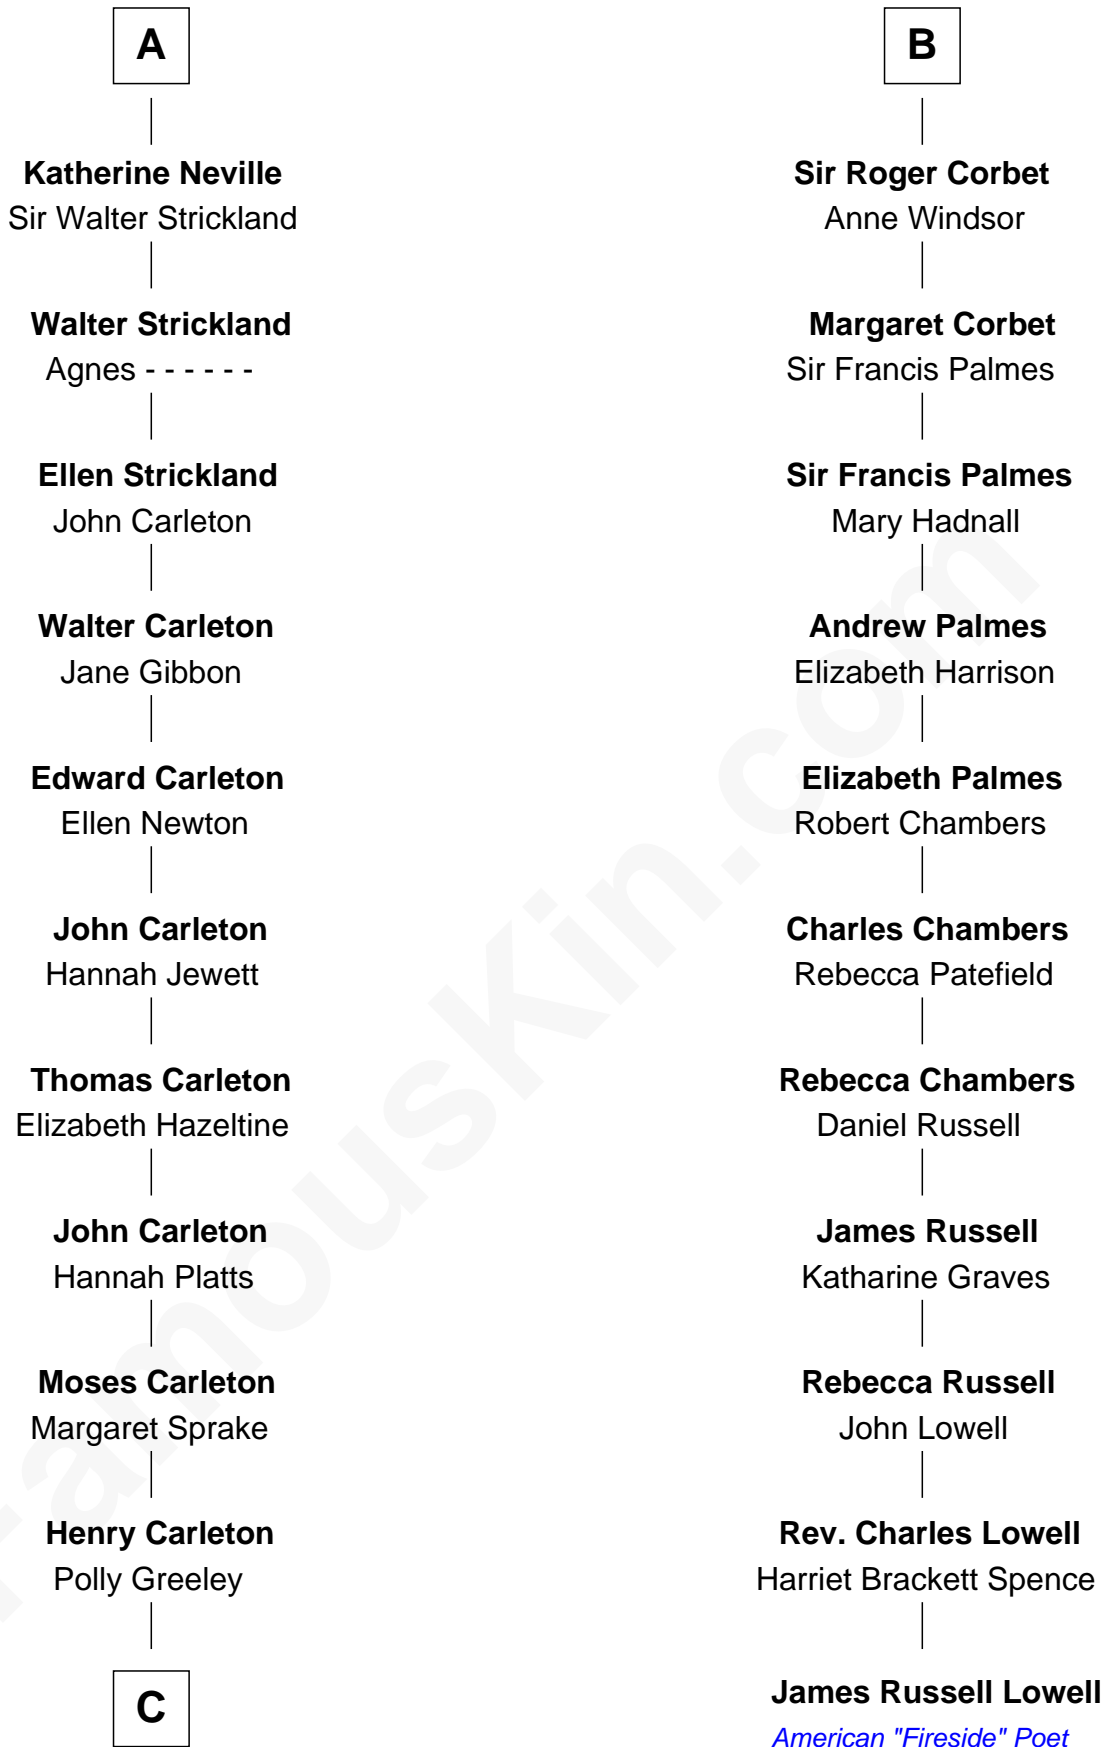 A
Katherine Neville
Sir Walter Strickland
Walter Strickland
Agnes - - - - - -
Ellen Strickland
John Carleton
Walter Carleton
Jane Gibbon
Edward Carleton
Ellen Newton
John Carleton
Hannah Jewett
Thomas Carleton
Elizabeth Hazeltine
John Carleton
Hannah Platts
Moses Carleton
Margaret Sprake
Henry Carleton
Polly Greeley
C
B
Sir Roger Corbet
Anne Windsor
Margaret Corbet
Sir Francis Palmes
Sir Francis Palmes
Mary Hadnall
Andrew Palmes
Elizabeth Harrison
Elizabeth Palmes
Robert Chambers
Charles Chambers
Rebecca Patefield
Rebecca Chambers
Daniel Russell
James Russell
Katharine Graves
Rebecca Russell
John Lowell
Rev. Charles Lowell
Harriet Brackett Spence
James Russell Lowell
American "Fireside" Poet
FamousKin.com